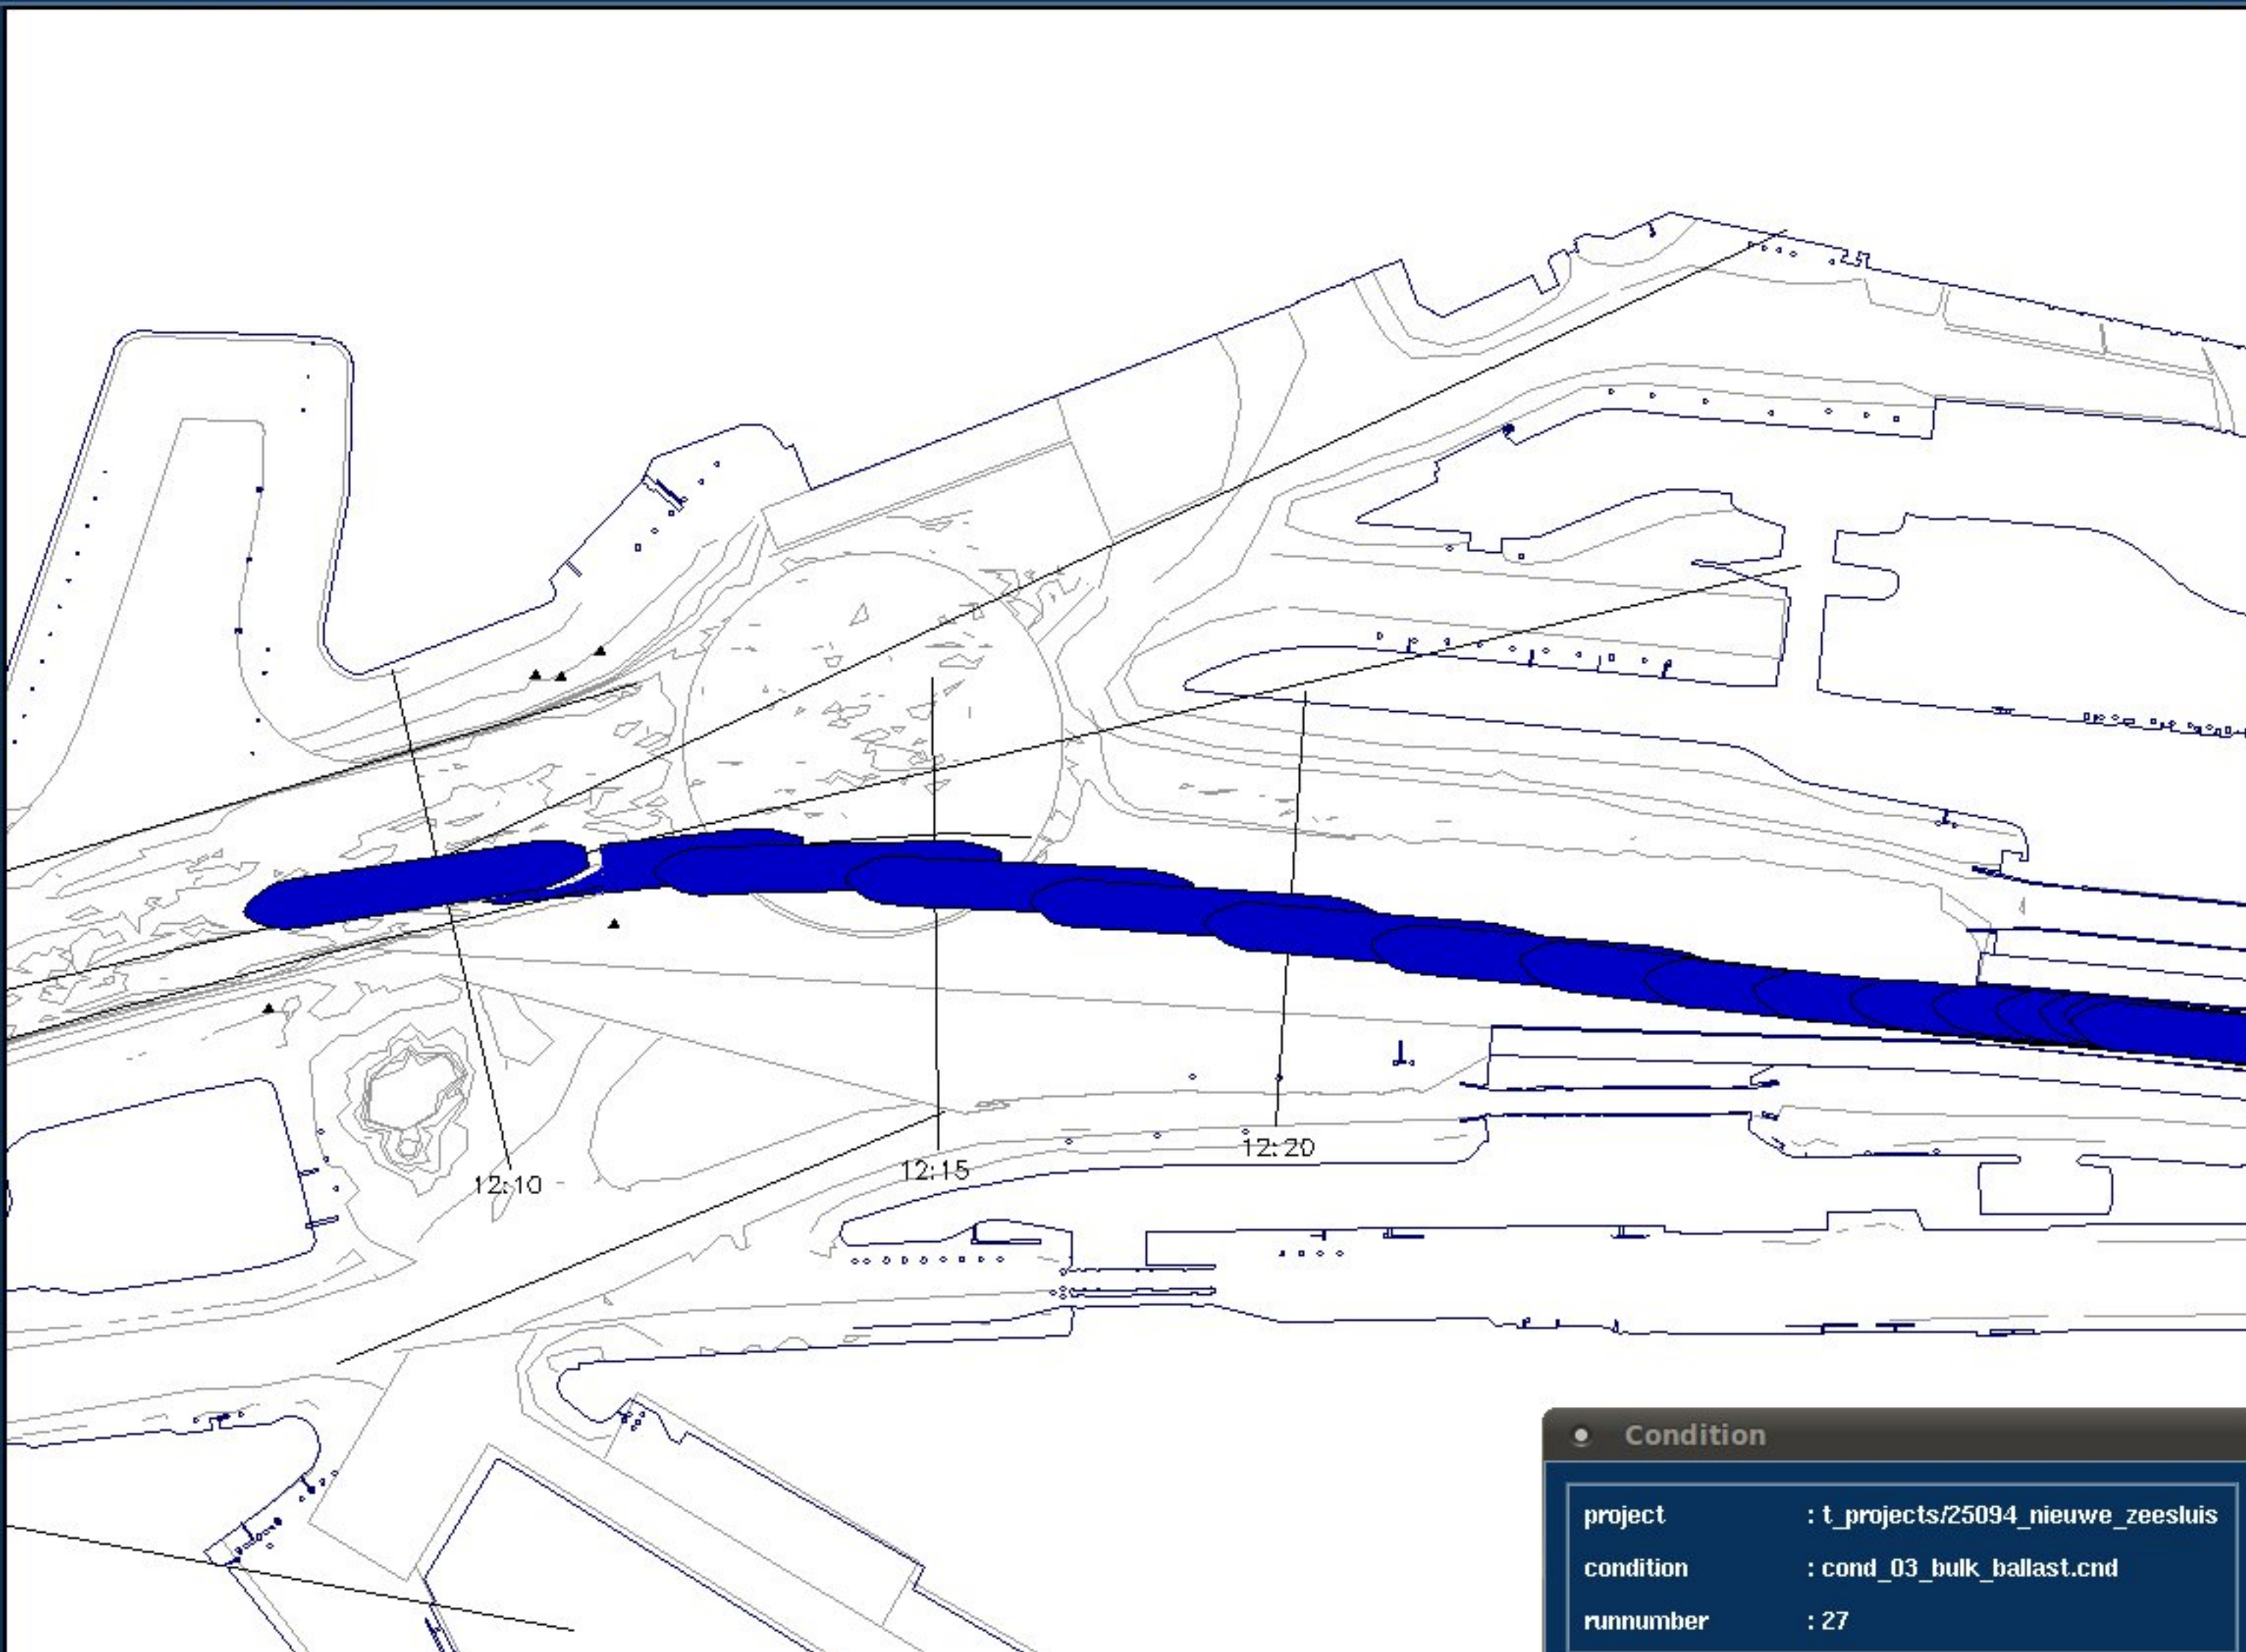 12:10
12:15
12:20
Condition
project : t_projects/25094_nieuwe_zeesluis
condition : cond_03_bulk_ballast.cnd
runnumber : 27